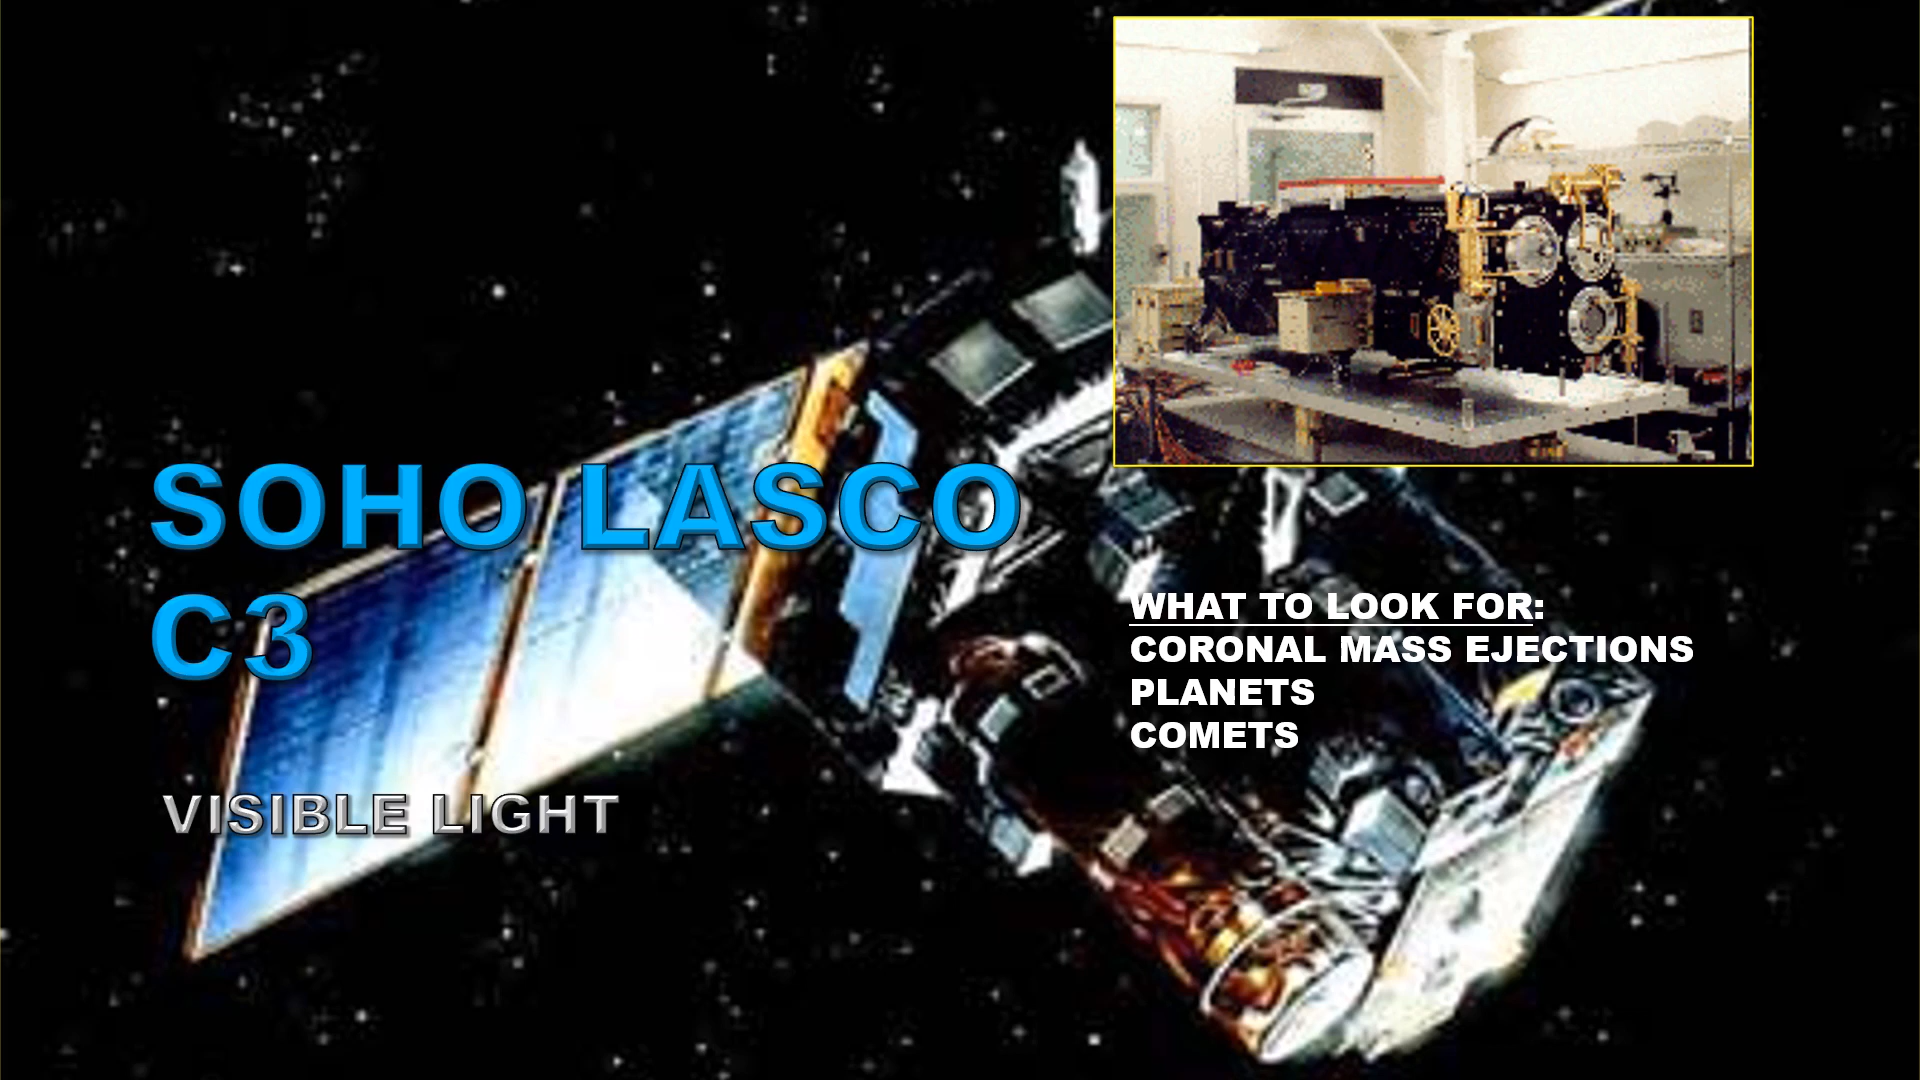 SOHO LASCO
C3
VISIBLE LIGHT
WHAT TO LOOK FOR:
CORONAL MASS EJECTIONS
PLANETS
COMETS